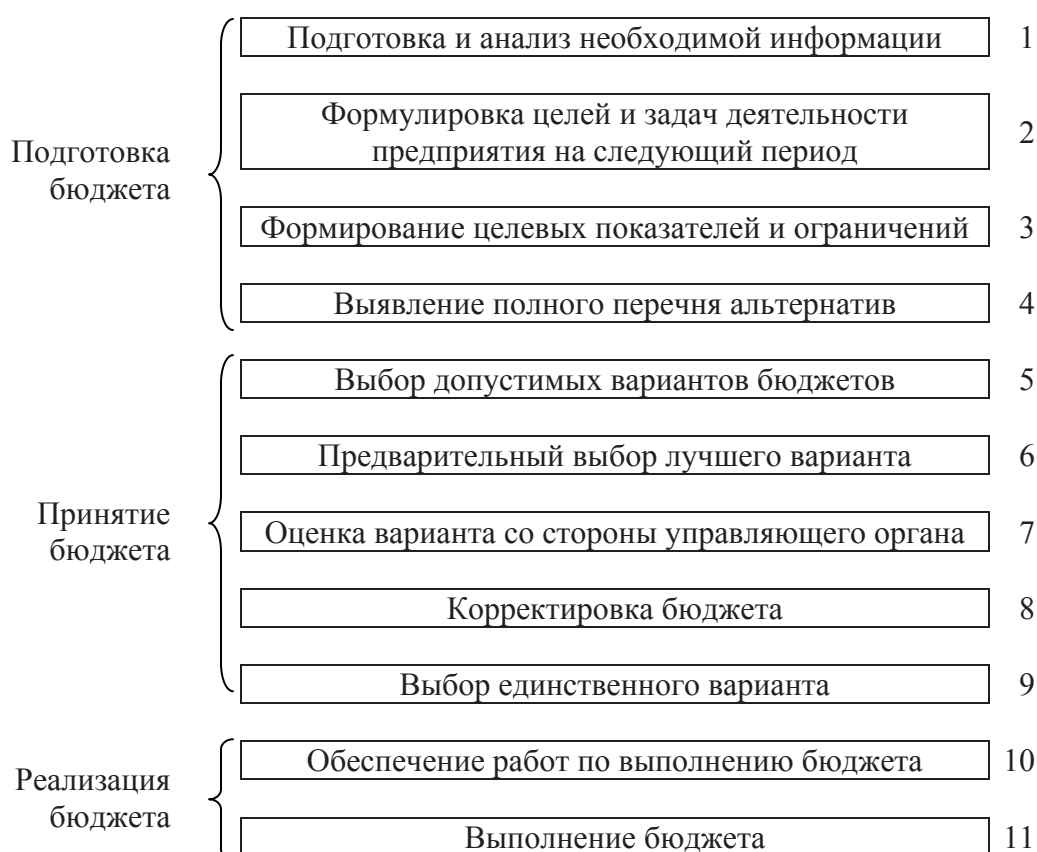 Подготовка и анализ необходимой информации 1
Формулировка целей и задач деятельности
предприятия на следующий период 2
Подготовка
бюджета
Формирование целевых показателей и ограничений 3
Выявление полного перечня альтернатив 4
Выбор допустимых вариантов бюджетов 5
Предварительный выбор лучшего варианта 6
Принятие
бюджета
Оценка варианта со стороны управляющего органа 7
Корректировка бюджета 8
Выбор единственного варианта 9
Обеспечение работ по выполнению бюджета 10
Реализация
бюджета
Выполнение бюджета 11